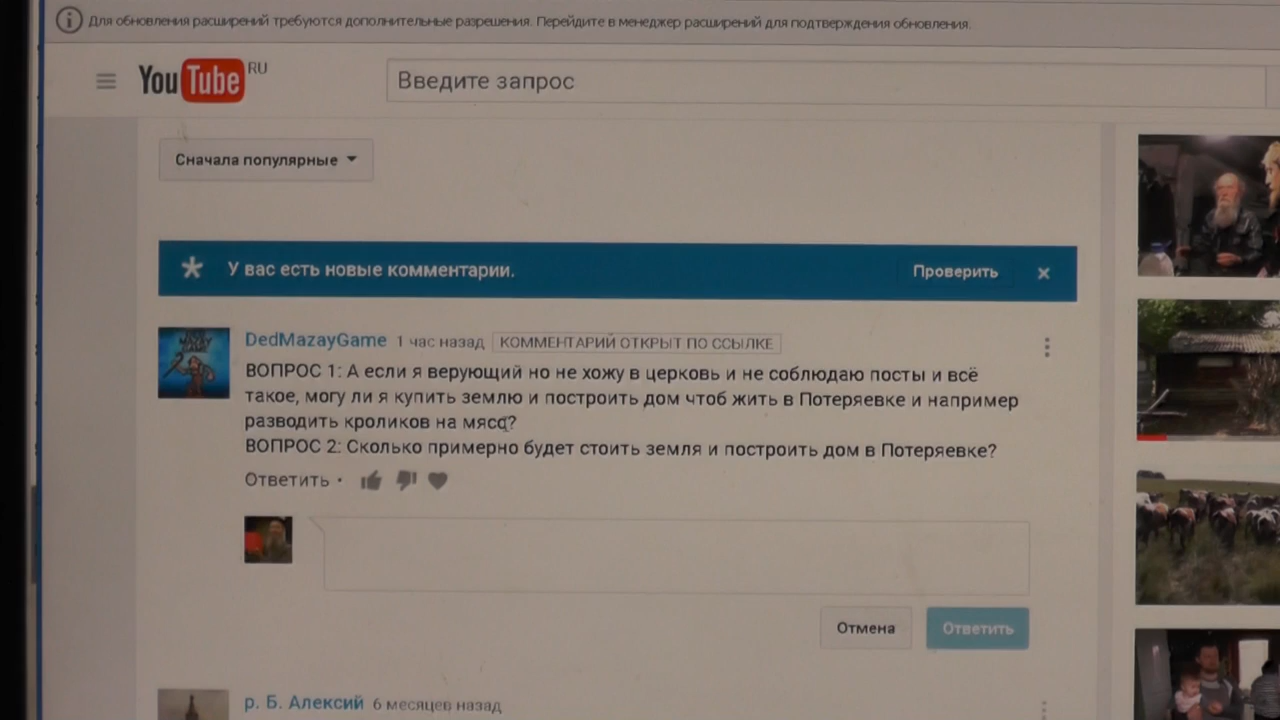 Для обновления расширений требуются дополнительные разрешения. Перейдите в менеджер расширений для подтверждения обновления.
YouTube RU
Введите запрос
Сначала популярные
У вас есть новые комментарии.
Проверить
DedMazayGame 1 час назад КОММЕНТАРИЙ ОТКРЫТ ПО ССЫЛКЕ
ВОПРОС 1: А если я верующий но не хожу в церковь и не соблюдаю посты и всё
такое, могу ли я купить землю и построить дом чтоб жить в Потеряевке и например
разводить кроликов на мясо?
ВОПРОС 2: Сколько примерно будет стоить земля и построить дом в Потеряевке?
Ответить
Отмена
Ответить
р. Б. Алексий 6 месяцев назад